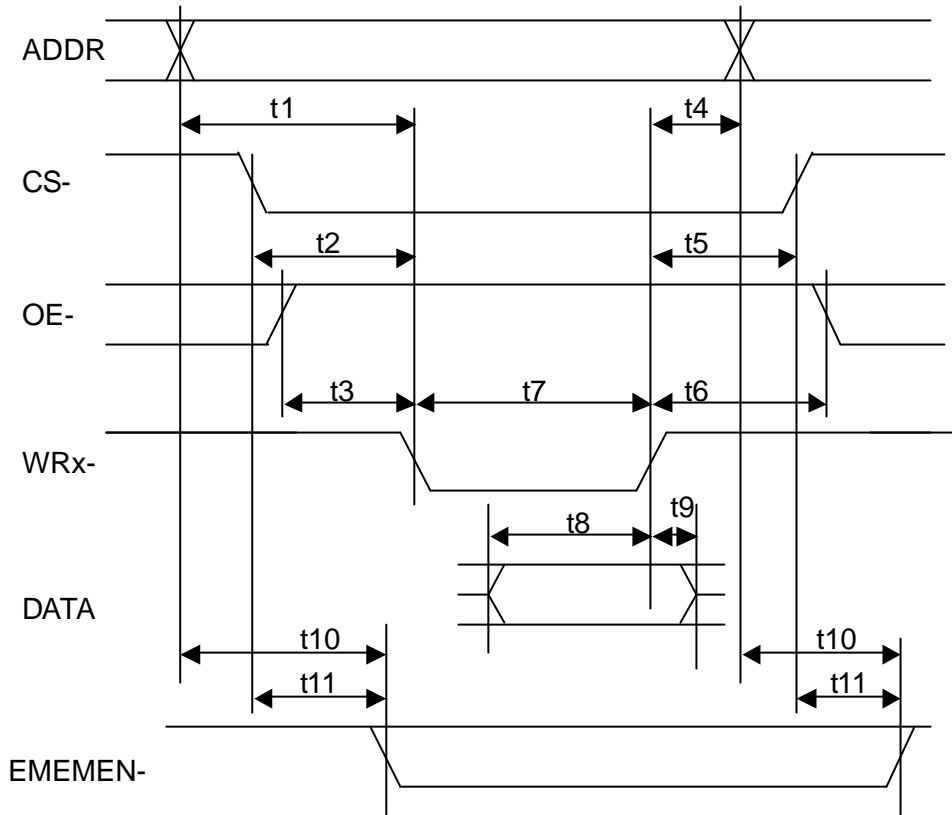 ADDR
t1
t4
CS-
t2
t5
OE-
t3
t7
t6
WRx-
t8
t9
DATA
t10
t10
t11
t11
EMEMEN-